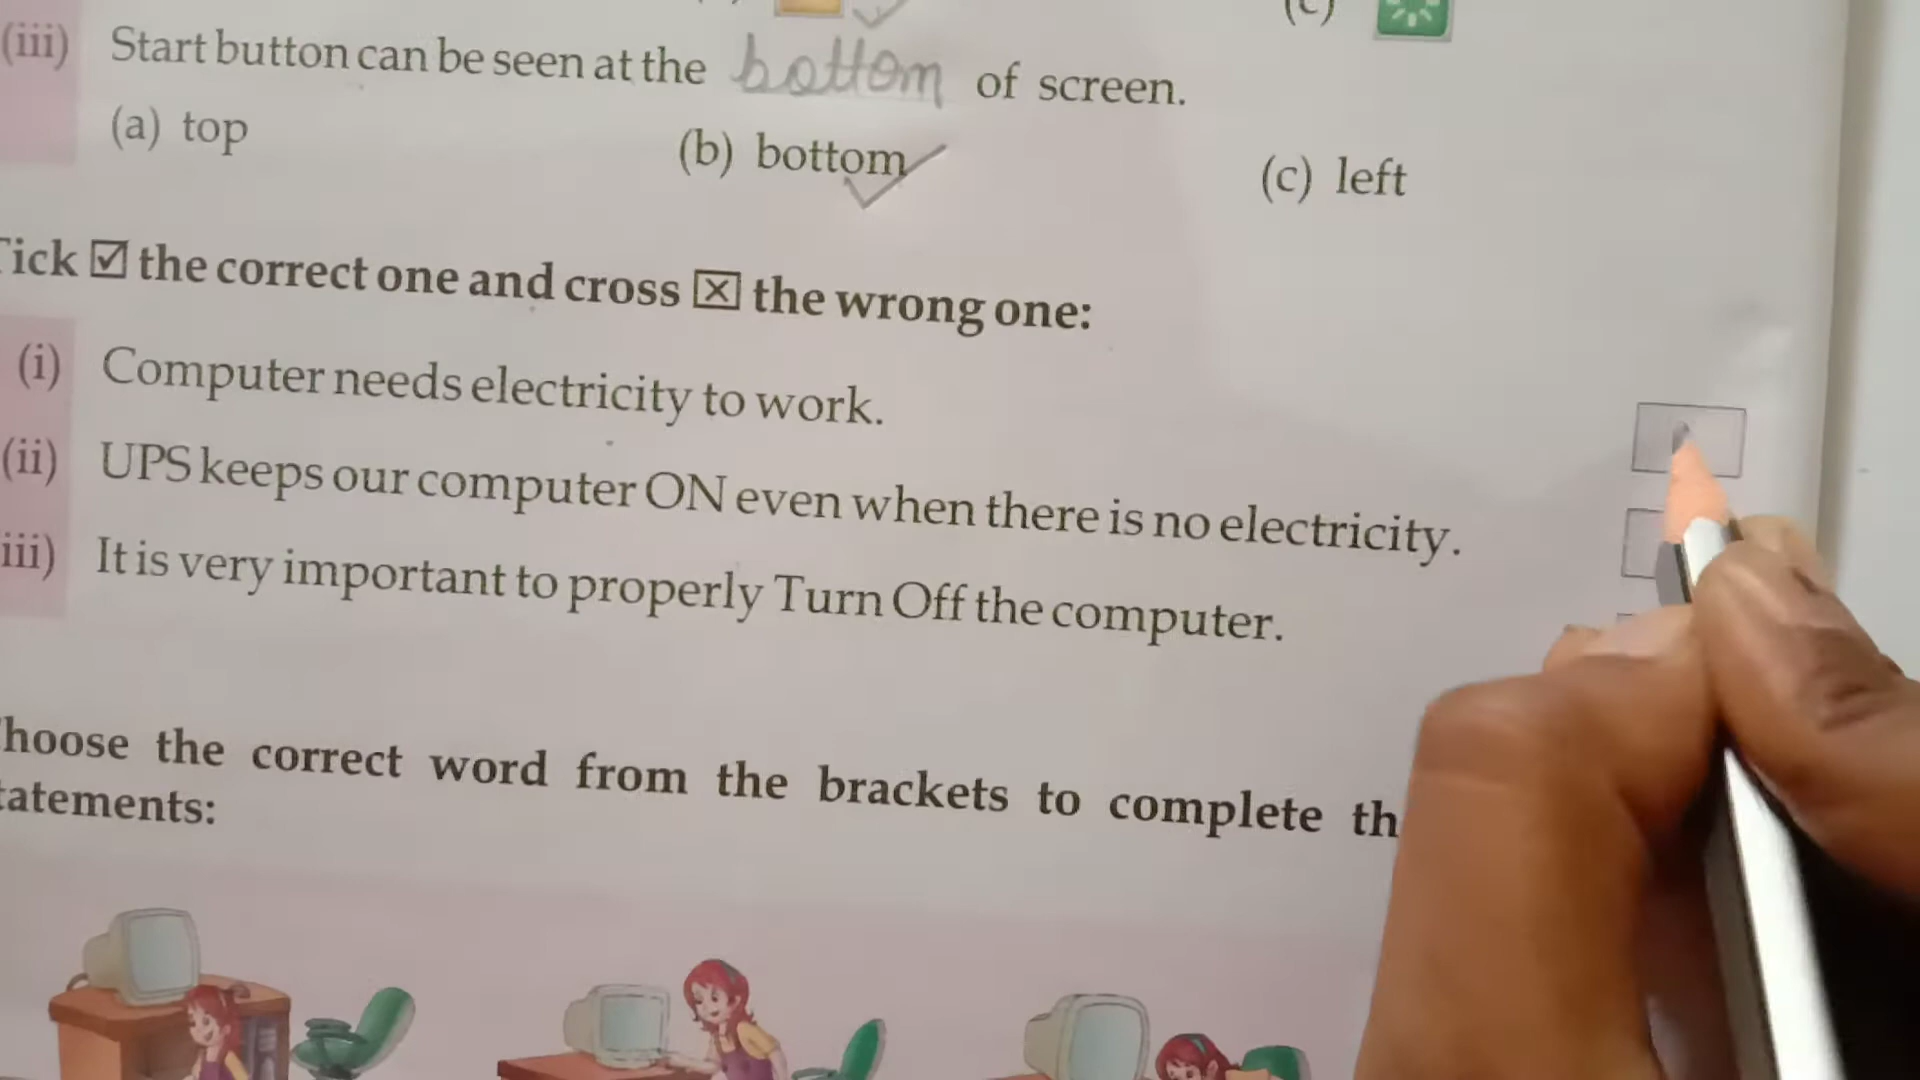 (c)
(iii) Start button can be seen at the bottom of screen.
(a) top (b) bottom (c) left
Tick ☑ the correct one and cross ☒ the wrong one:
(i) Computer needs electricity to work.
(ii) UPS keeps our computer ON even when there is no electricity.
iii) It is very important to properly Turn Off the computer.
hoose the correct word from the brackets to complete th
tatements: